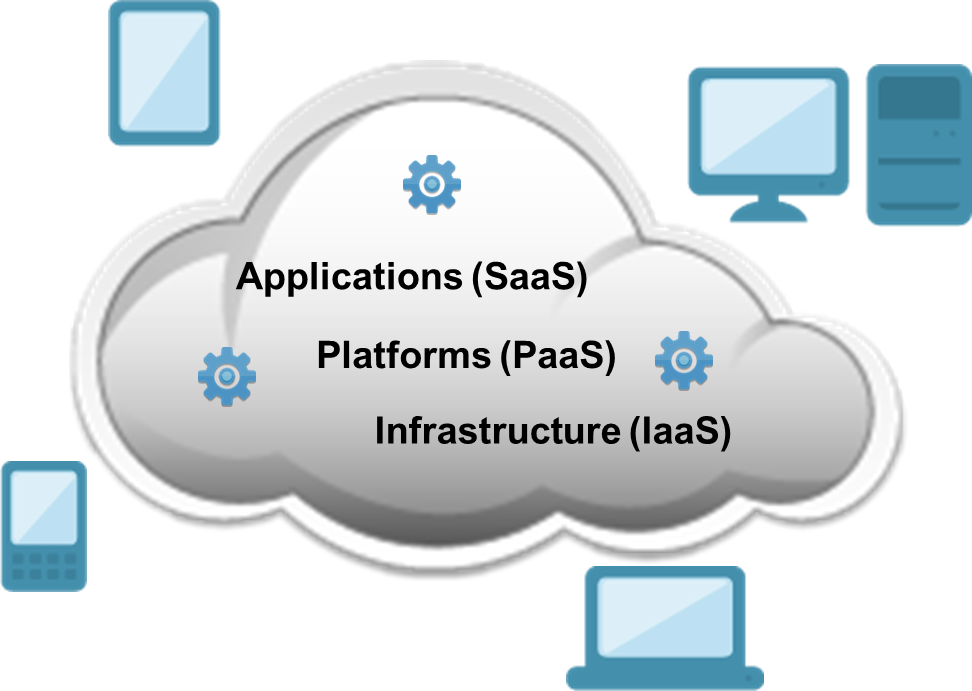 Applications (SaaS)
Platforms (PaaS)
Infrastructure (IaaS)